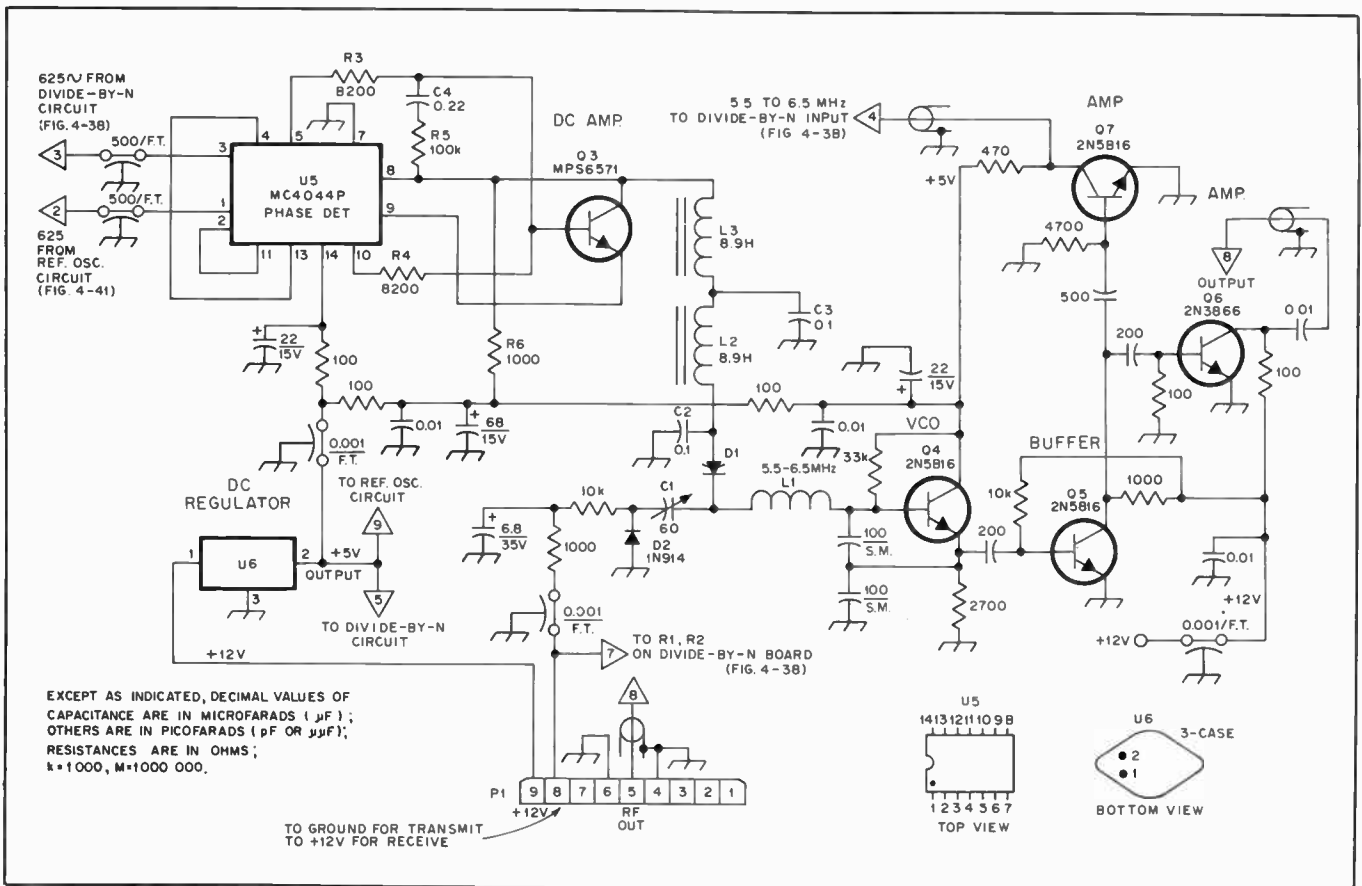 625∿ FROM
DIVIDE-BY-N
CIRCUIT
(FIG. 4-38)
3
500/F.T.
2
500/F.T.
625
FROM
REF. OSC.
CIRCUIT
(FIG. 4-41)
3
1
2
4
5
7
8
9
11
13
14
10
U5
MC4044P
PHASE DET
R3
8200
C4
0.22
R5
100k
R4
8200
DC AMP.
Q3
MPS6571
L3
8.9H
L2
8.9H
C3
0.1
R6
1000
+
22
15V
100
100
0.01
+
68
15V
0.001
F.T.
DC
REGULATOR
1
U6
2
3
+5V
OUTPUT
TO REF. OSC.
CIRCUIT
9
5
TO DIVIDE-BY-N
CIRCUIT
+12V
5.5 TO 6.5 MHz
TO DIVIDE-BY-N INPUT
(FIG 4-38)
4
AMP
Q7
2N5816
470
+5V
4700
500
AMP.
8
OUTPUT
Q6
2N3866
0.01
200
100
100
100
0.01
+
22
15V
VCO
33k
Q4
2N5816
C2
0.1
D1
5.5-6.5MHz
L1
10k
C1
60
D2
1N914
+
6.8
35V
1000
0.001
F.T.
100
S.M.
100
S.M.
2700
200
BUFFER
10k
Q5
2N5816
1000
0.01
+12V
0.001/F.T.
+12V
7
TO R1, R2
ON DIVIDE-BY-N BOARD
(FIG. 4-38)
8
EXCEPT AS INDICATED, DECIMAL VALUES OF
CAPACITANCE ARE IN MICROFARADS ( µF ) ;
OTHERS ARE IN PICOFARADS ( pF OR µµF);
RESISTANCES ARE IN OHMS ;
k=1000, M=1000 000.
P1
9 8 7 6 5 4 3 2 1
+12V
RF
OUT
TO GROUND FOR TRANSMIT
TO +12V FOR RECEIVE
U5
14 13 12 11 10 9 8
1 2 3 4 5 6 7
TOP VIEW
U6
3-CASE
2
1
BOTTOM VIEW